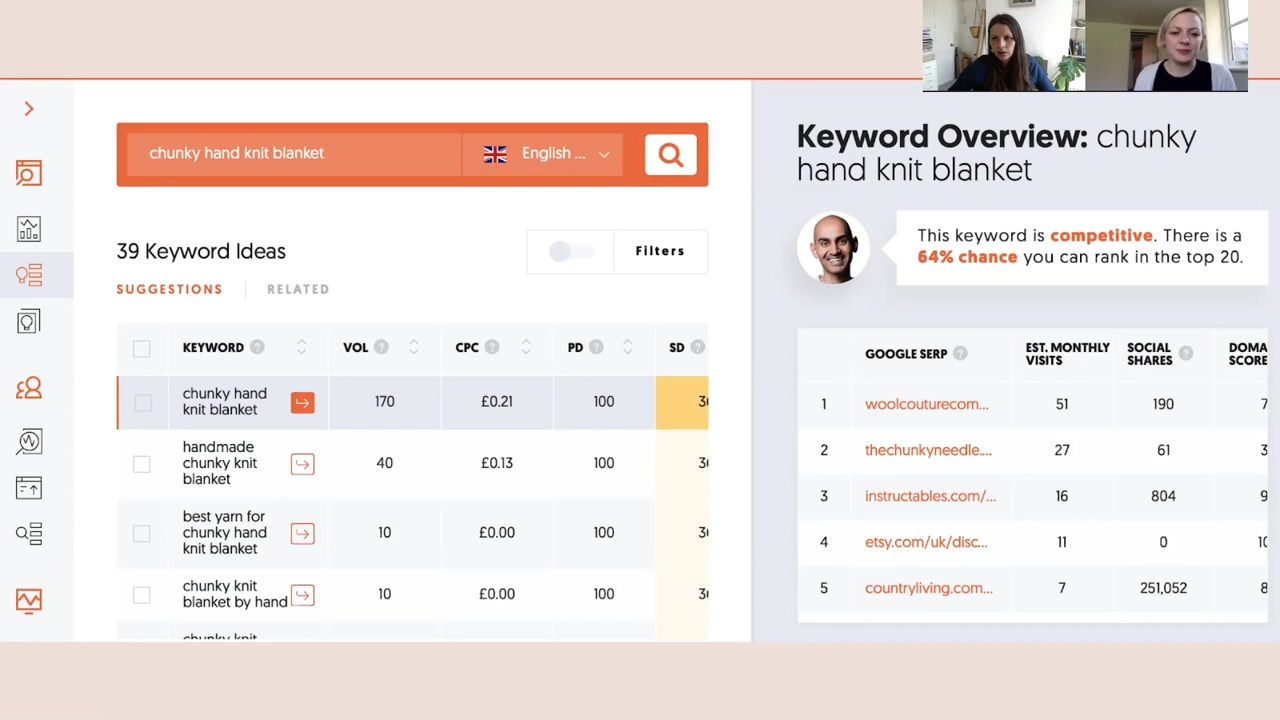 chunky hand knit blanket
English ...
39 Keyword Ideas
Filters
SUGGESTIONS
RELATED
KEYWORD ? VOL ? CPC ? PD ? SD ?
chunky hand
knit blanket
170 £0.21 100
handmade
chunky knit
blanket
40 £0.13 100
best yarn for
chunky hand
knit blanket
10 £0.00 100
chunky knit
blanket by hand
10 £0.00 100
chunky knit
Keyword Overview: chunky
hand knit blanket
This keyword is competitive. There is a
64% chance you can rank in the top 20.
GOOGLE SERP ?
EST. MONTHLY
VISITS
SOCIAL
SHARES ?
DOMA
SCORE
1 woolcouturecom... 51 190
2 thechunkyneedle.... 27 61
3 instructables.com/... 16 804
4 etsy.com/uk/disc... 11 0
5 countryliving.com... 7 251,052